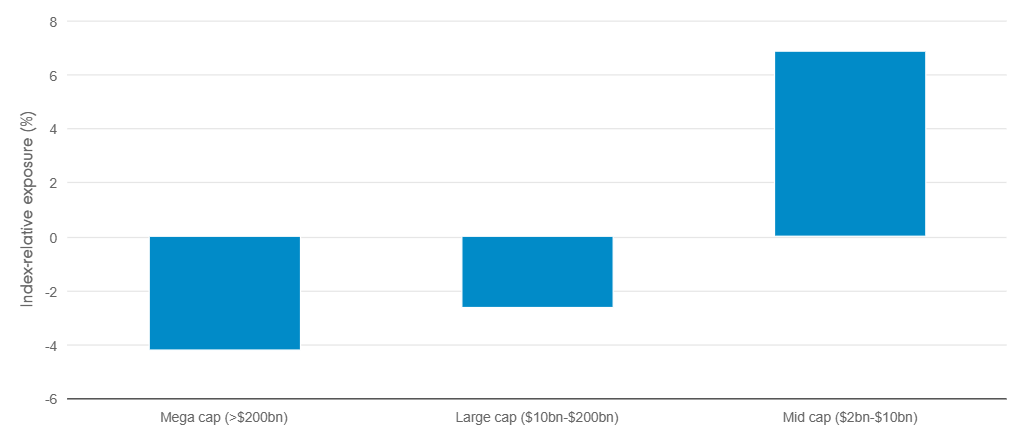 8
6
4
2
0
-2
-4
-6
Index-relative exposure (%)
Mega cap (>$200bn)
Large cap ($10bn-$200bn)
Mid cap ($2bn-$10bn)